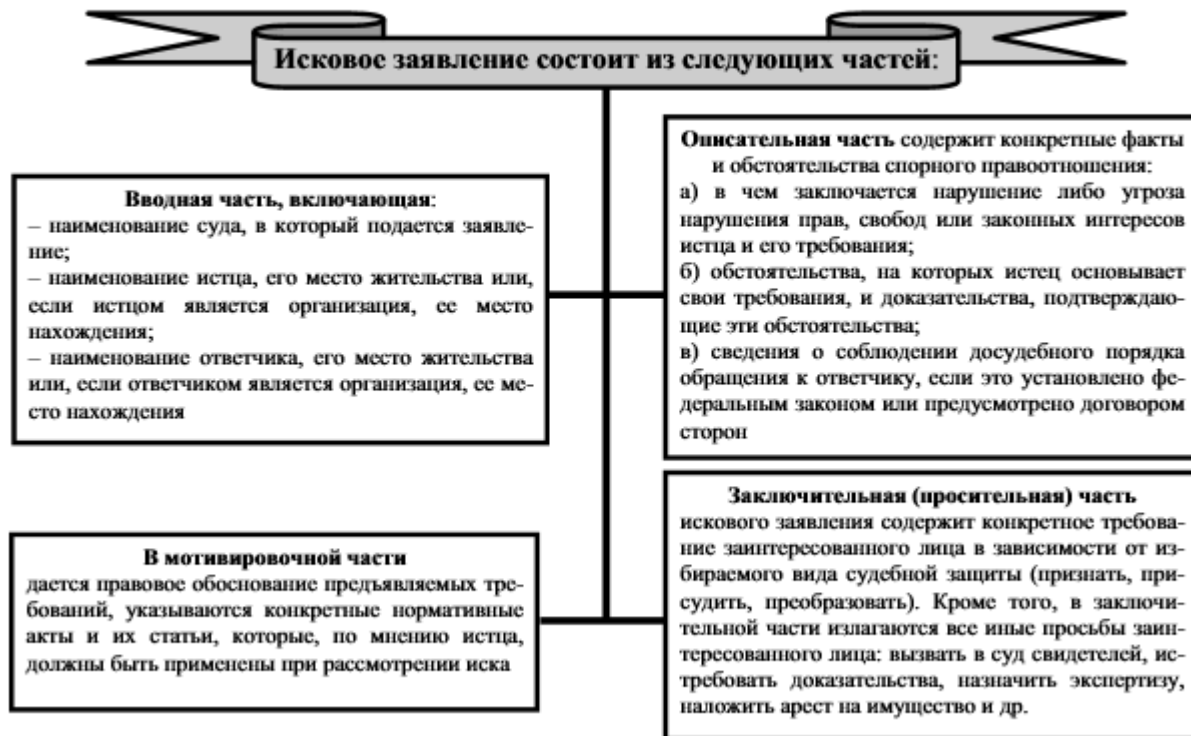 Исковое заявление состоит из следующих частей:
Вводная часть, включающая:
– наименование суда, в который подается заявле-
ние;
– наименование истца, его место жительства или,
если истцом является организация, ее место
нахождения;
– наименование ответчика, его место жительства
или, если ответчиком является организация, ее ме-
сто нахождения
Описательная часть содержит конкретные факты
и обстоятельства спорного правоотношения:
а) в чем заключается нарушение либо угроза
нарушения прав, свобод или законных интересов
истца и его требования;
б) обстоятельства, на которых истец основывает
свои требования, и доказательства, подтверждаю-
щие эти обстоятельства;
в) сведения о соблюдении досудебного порядка
обращения к ответчику, если это установлено фе-
деральным законом или предусмотрено договором
сторон
В мотивировочной части
дается правовое обоснование предъявляемых тре-
бований, указываются конкретные нормативные
акты и их статьи, которые, по мнению истца,
должны быть применены при рассмотрении иска
Заключительная (просительная) часть
искового заявления содержит конкретное требова-
ние заинтересованного лица в зависимости от из-
бираемого вида судебной защиты (признать, при-
судить, преобразовать). Кроме того, в заключи-
тельной части излагаются все иные просьбы заин-
тересованного лица: вызвать в суд свидетелей, ис-
требовать доказательства, назначить экспертизу,
наложить арест на имущество и др.